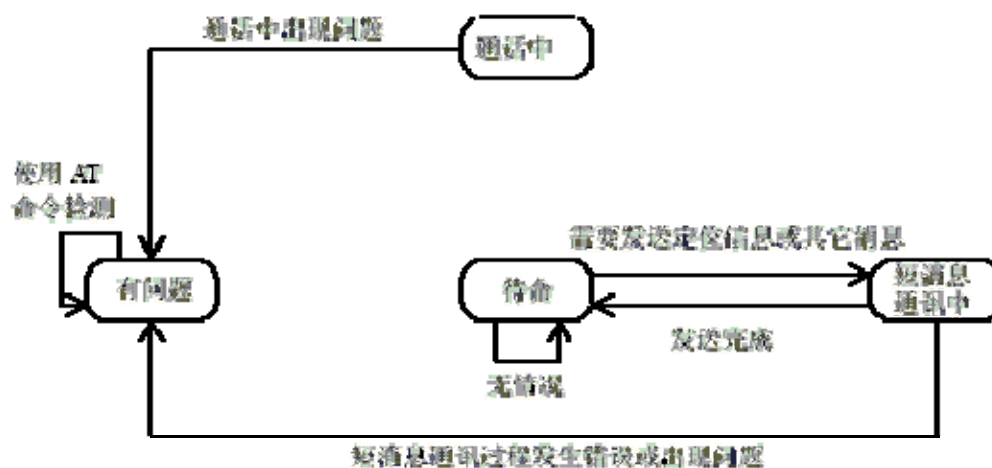 通话中出现问题
通话中
使用 AT
命令检测
需要发送定位信息或其它消息
有问题
待命
短消息
通讯中
发送完成
无情况
短消息通讯过程发生错误或出现问题